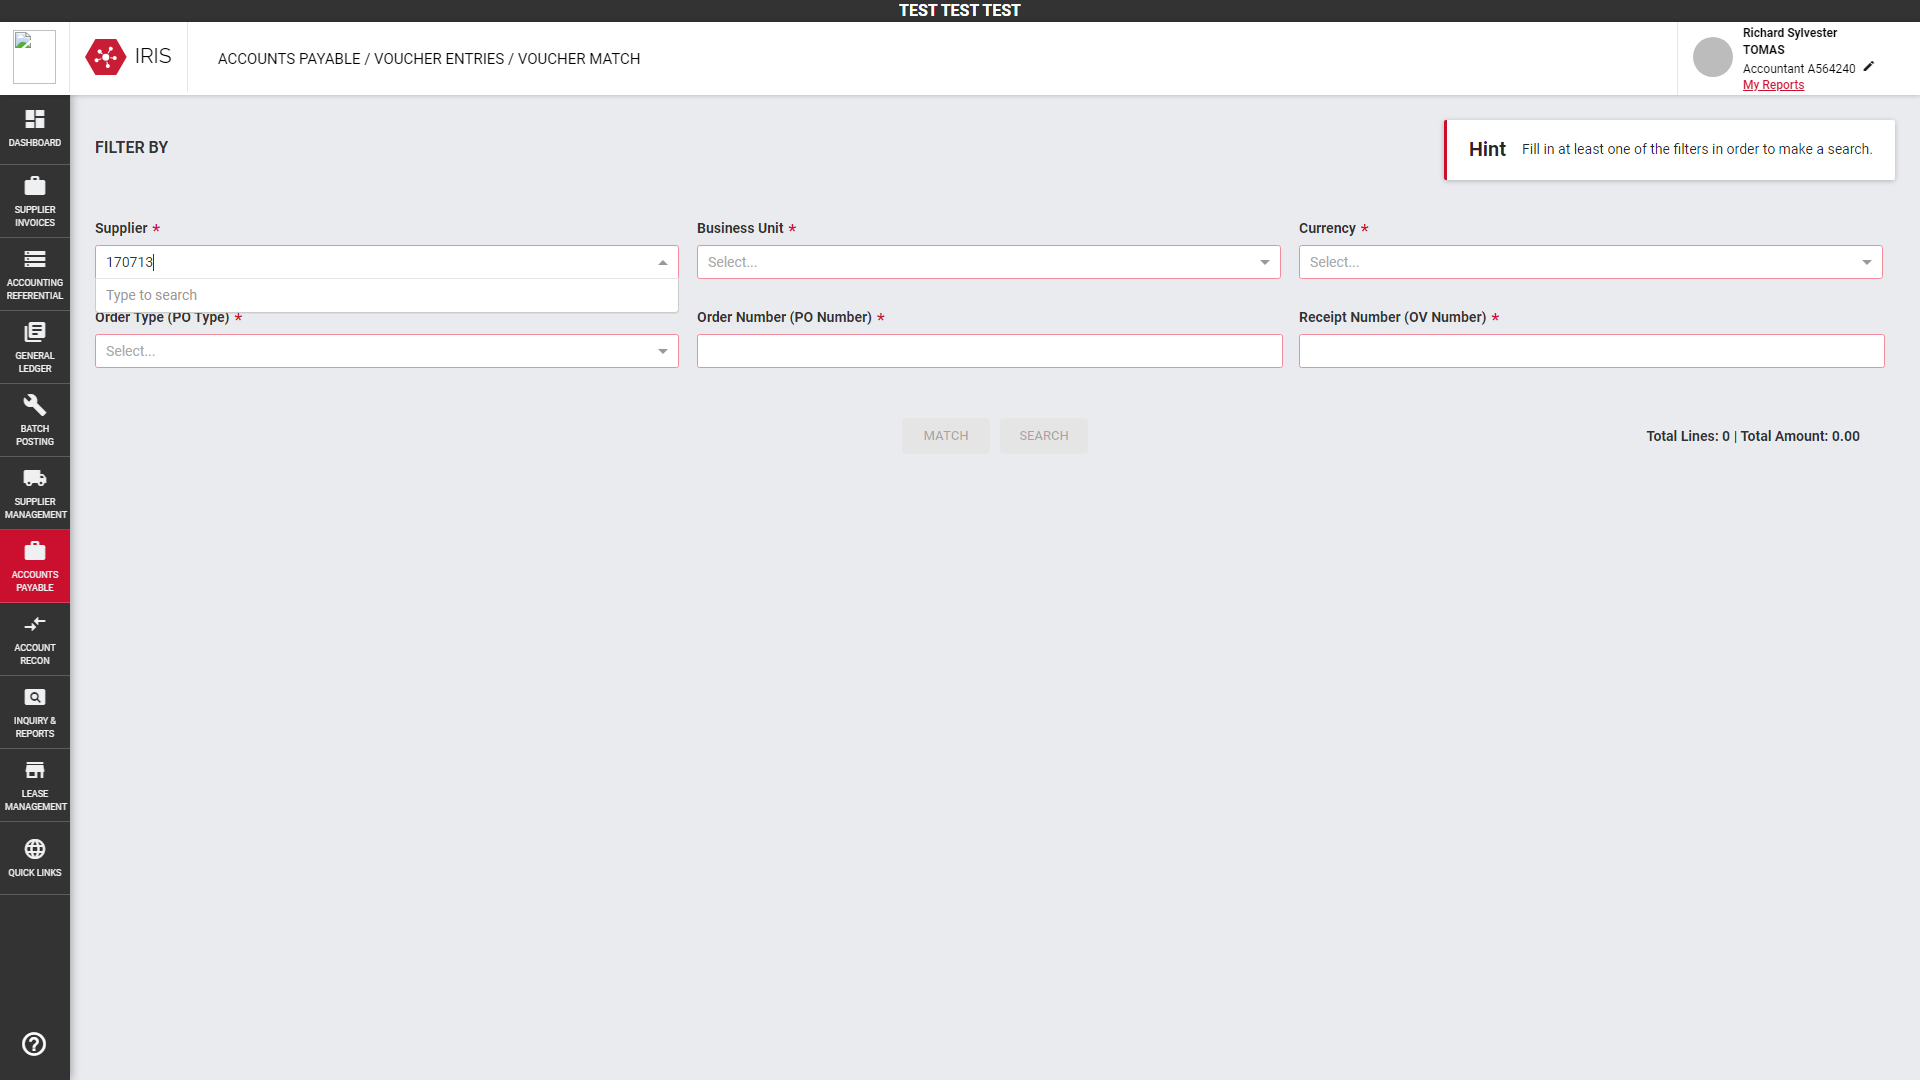 TEST TEST TEST
IRIS
ACCOUNTS PAYABLE / VOUCHER ENTRIES / VOUCHER MATCH
Richard Sylvester
TOMAS
Accountant A564240
My Reports
DASHBOARD
SUPPLIER
INVOICES
ACCOUNTING
REFERENTIAL
GENERAL
LEDGER
BATCH
POSTING
SUPPLIER
MANAGEMENT
ACCOUNTS
PAYABLE
ACCOUNT
RECON
INQUIRY &
REPORTS
LEASE
MANAGEMENT
QUICK LINKS
FILTER BY
Hint Fill in at least one of the filters in order to make a search.
Supplier *
170713
Type to search
Business Unit *
Select...
Currency *
Select...
Order Type (PO Type) *
Select...
Order Number (PO Number) *
Receipt Number (OV Number) *
MATCH
SEARCH
Total Lines: 0 | Total Amount: 0.00